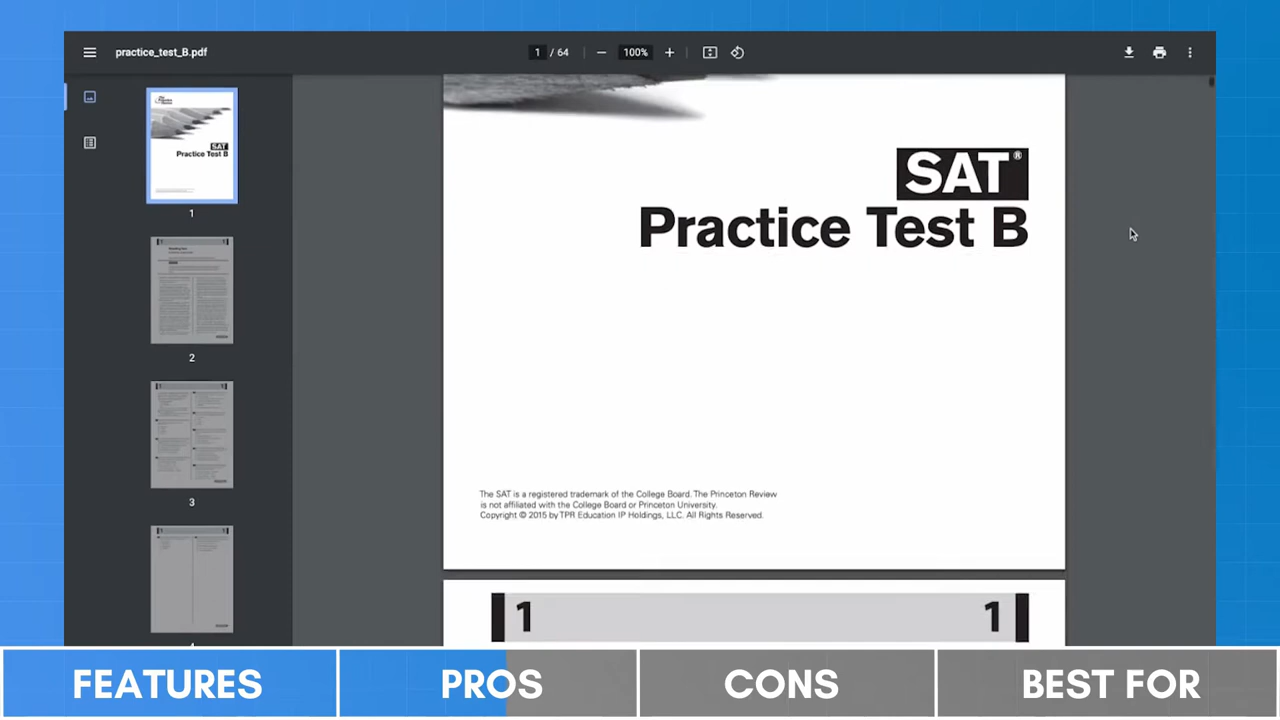 practice_test_B.pdf
1 / 64
100%
SAT
Practice Test B
1
2
3
SAT®
Practice Test B
The SAT is a registered trademark of the College Board. The Princeton Review
is not affiliated with the College Board or Princeton University.
Copyright © 2015 by TPR Education IP Holdings, LLC. All Rights Reserved.
1 1
FEATURES
PROS
CONS
BEST FOR